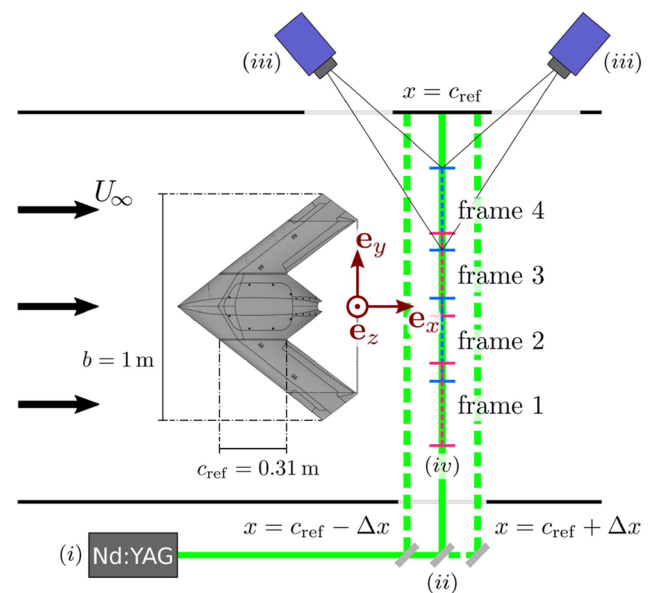 (iii)
(iii)
x = c_ref
U_∞
frame 4
e_y
frame 3
e_x
e_z
frame 2
b = 1 m
frame 1
c_ref = 0.31 m
(iv)
x = c_ref − Δx
x = c_ref + Δx
(i)
Nd:YAG
(ii)